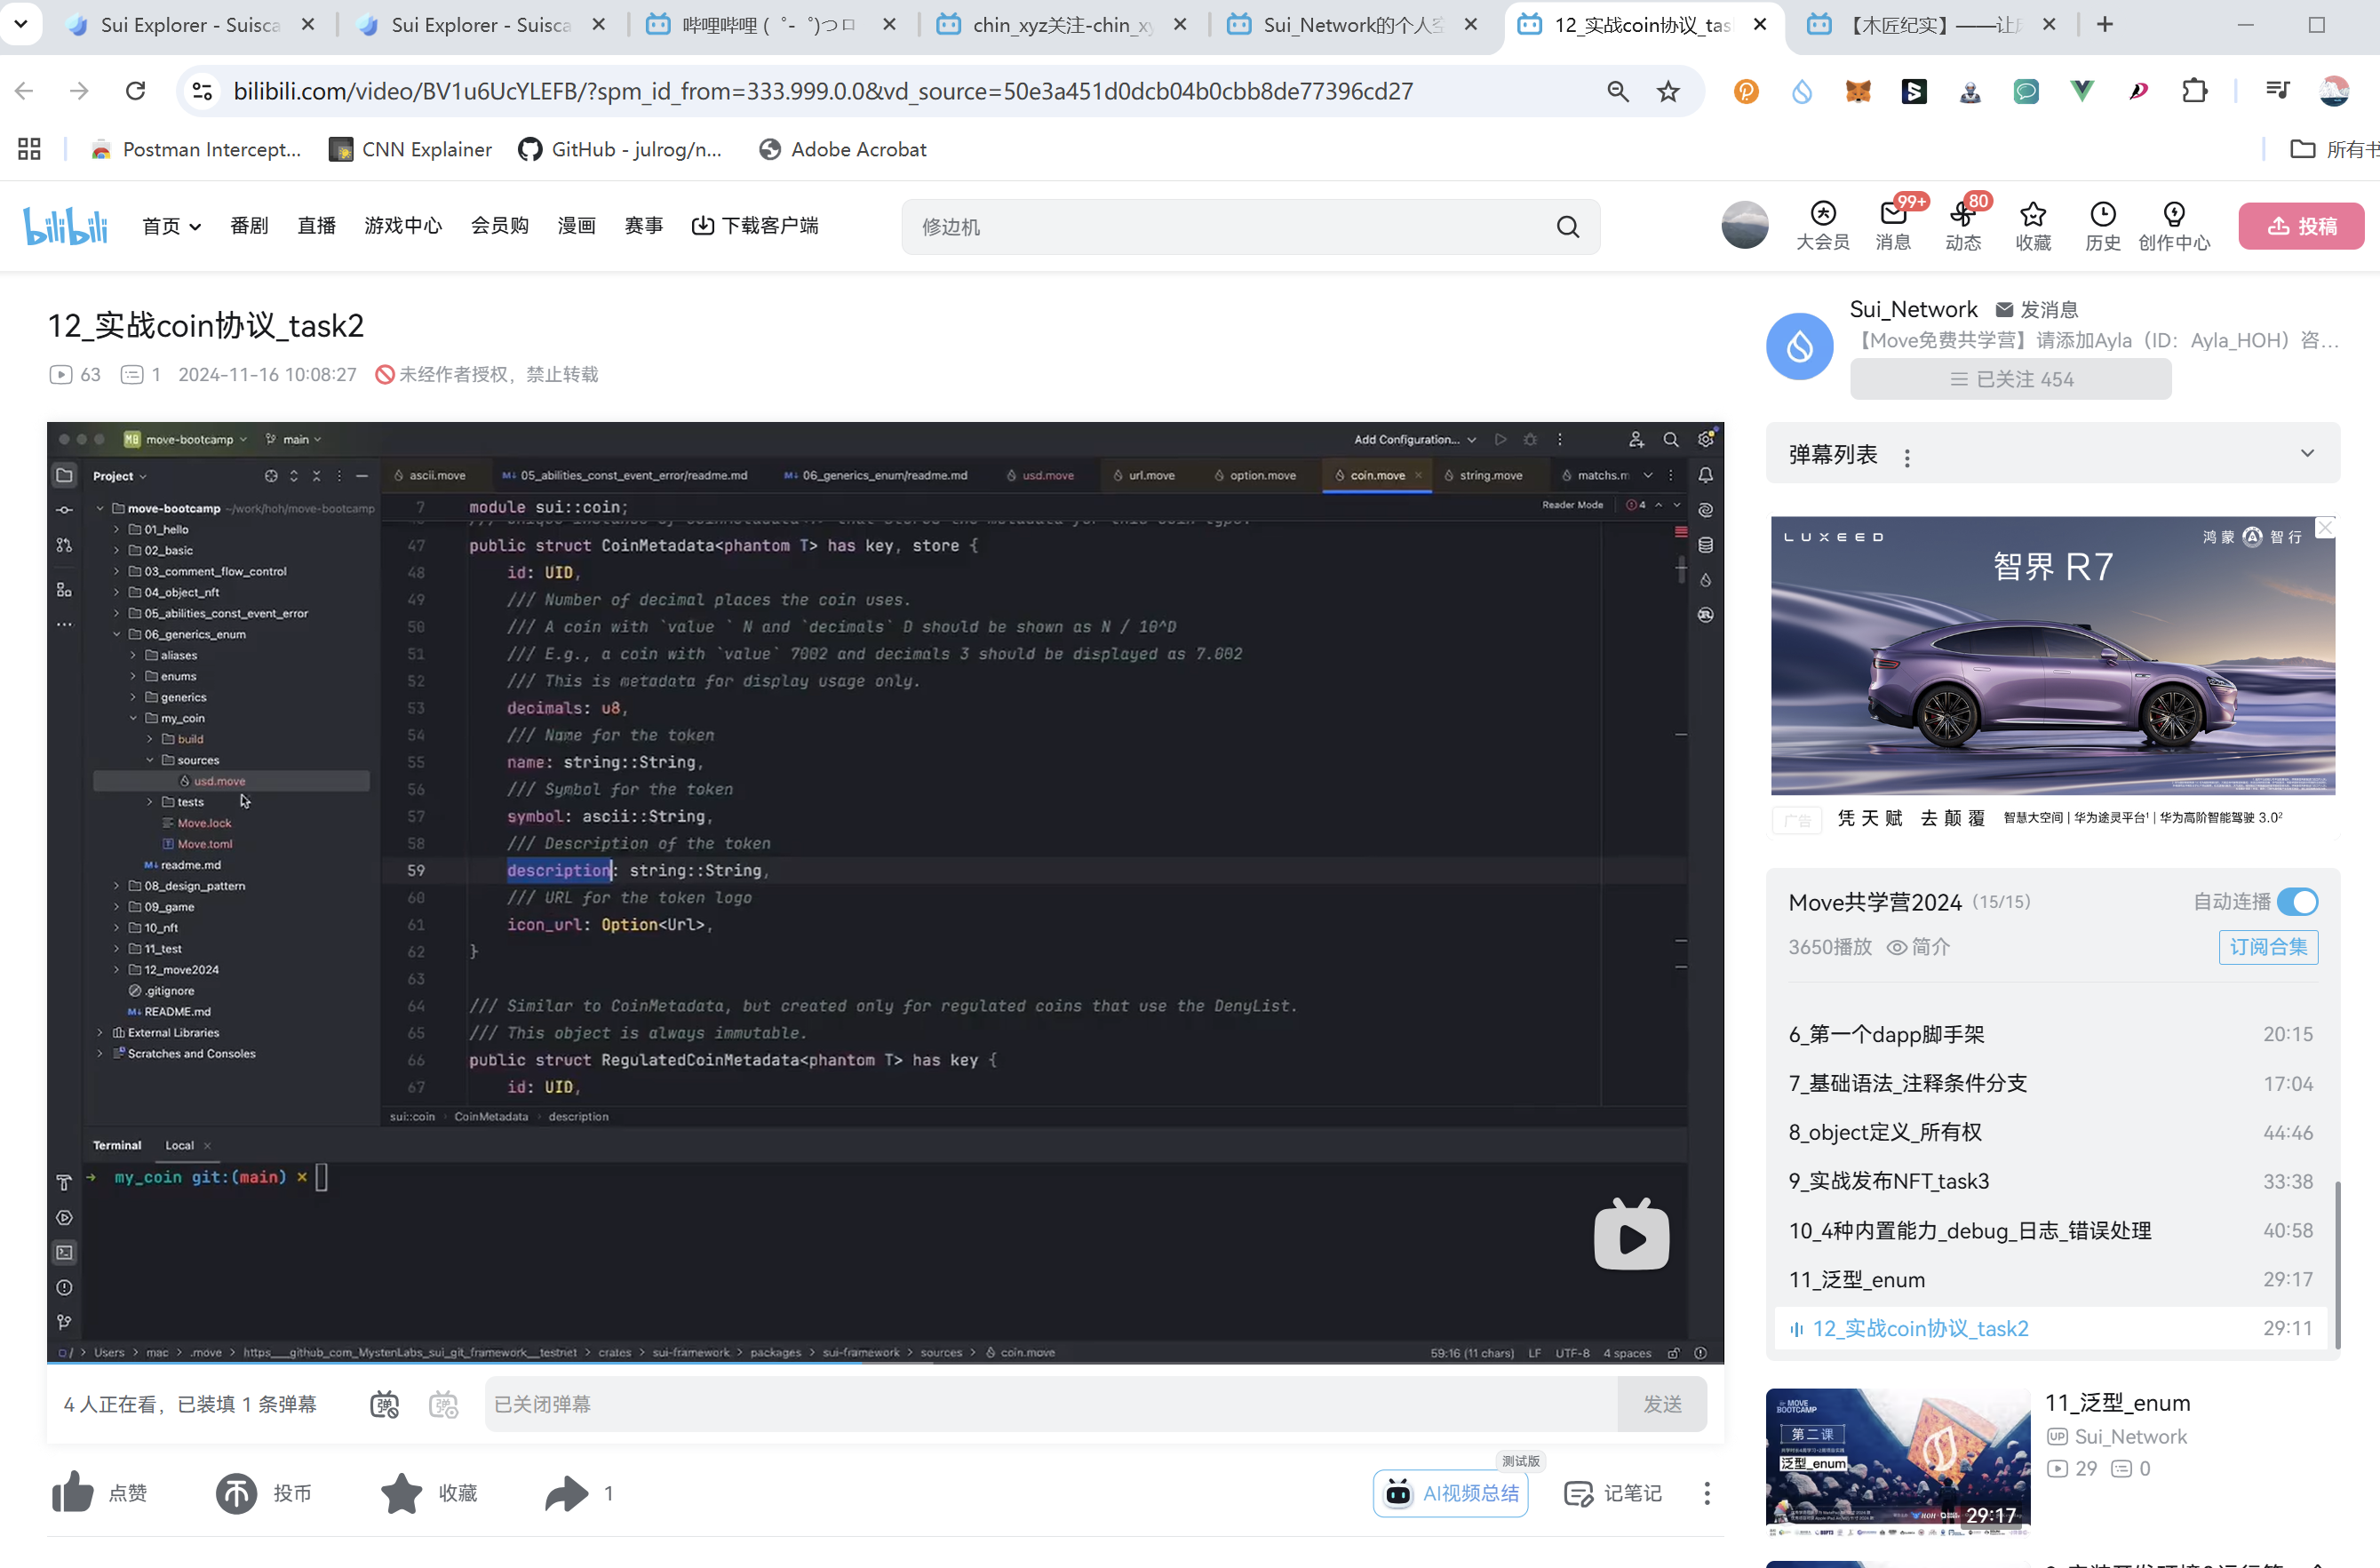 Sui Explorer - Suisca
Sui Explorer - Suisca
哔哩哔哩 (゜-゜)つロ
chin_xyz关注-chin_xy
Sui_Network的个人空
12_实战coin协议_tas
【木匠纪实】——让
bilibili.com/video/BV1u6UcYLEFB/?spm_id_from=333.999.0.0&vd_source=50e3a451d0dcb04b0cbb8de77396cd27
Postman Intercept...
CNN Explainer
GitHub - julrog/n...
Adobe Acrobat
所有书
bilibili
首页
番剧
直播
游戏中心
会员购
漫画
赛事
下载客户端
修边机
大会员
99+
消息
80
动态
收藏
历史
创作中心
投稿
12_实战coin协议_task2
63 1 2024-11-16 10:08:27 未经作者授权，禁止转载
Sui_Network 发消息
【Move免费共学营】请添加Ayla（ID：Ayla_HOH）咨...
已关注 454
MB move-bootcamp main
Add Configuration...
Project
ascii.move
M↓ 05_abilities_const_event_error/readme.md
M↓ 06_generics_enum/readme.md
usd.move
url.move
option.move
coin.move
string.move
matchs.m
move-bootcamp ~/work/hoh/move-bootcamp
01_hello
02_basic
03_comment_flow_control
04_object_nft
05_abilities_const_event_error
06_generics_enum
aliases
enums
generics
my_coin
build
sources
usd.move
tests
Move.lock
Move.toml
M↓ readme.md
08_design_pattern
09_game
10_nft
11_test
12_move2024
.gitignore
M↓ README.md
External Libraries
Scratches and Consoles
7 module sui::coin;
Reader Mode 4
47 public struct CoinMetadata<phantom T> has key, store {
48 id: UID,
49 /// Number of decimal places the coin uses.
50 /// A coin with `value ` N and `decimals` D should be shown as N / 10^D
51 /// E.g., a coin with `value` 7002 and decimals 3 should be displayed as 7.002
52 /// This is metadata for display usage only.
53 decimals: u8,
54 /// Name for the token
55 name: string::String,
56 /// Symbol for the token
57 symbol: ascii::String,
58 /// Description of the token
59 description: string::String,
60 /// URL for the token logo
61 icon_url: Option<Url>,
62 }
63
64 /// Similar to CoinMetadata, but created only for regulated coins that use the DenyList.
65 /// This object is always immutable.
66 public struct RegulatedCoinMetadata<phantom T> has key {
67 id: UID,
sui::coin › CoinMetadata › description
Terminal Local
my_coin git:(main) ×
/ > Users > mac > .move > https___github_com_MystenLabs_sui_git_framework__testnet > crates > sui-framework > packages > sui-framework > sources > coin.move
59:16 (11 chars) LF UTF-8 4 spaces
4 人正在看，已装填 1 条弹幕
已关闭弹幕
发送
点赞
投币
收藏
1
测试版
AI视频总结
记笔记
弹幕列表
LUXEED
鸿蒙智行
智界 R7
广告
凭天赋 去颠覆
智慧大空间 | 华为途灵平台¹ | 华为高阶智能驾驶 3.0²
Move共学营2024 （15/15）
自动连播
3650播放 简介
订阅合集
6_第一个dapp脚手架 20:15
7_基础语法_注释条件分支 17:04
8_object定义_所有权 44:46
9_实战发布NFT_task3 33:38
10_4种内置能力_debug_日志_错误处理 40:58
11_泛型_enum 29:17
12_实战coin协议_task2 29:11
MOVE BOOTCAMP
第二课
泛型_enum
29:17
11_泛型_enum
UP Sui_Network
29 0